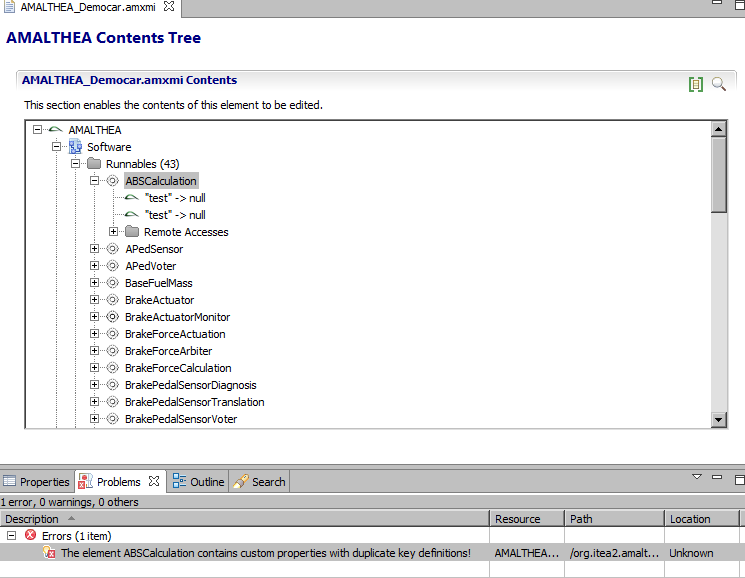 AMALTHEA_Democar.amxmi
AMALTHEA Contents Tree
AMALTHEA_Democar.amxmi Contents
This section enables the contents of this element to be edited.
AMALTHEA
Software
Runnables (43)
ABSCalculation
"test" -> null
"test" -> null
Remote Accesses
APedSensor
APedVoter
BaseFuelMass
BrakeActuator
BrakeActuatorMonitor
BrakeForceActuation
BrakeForceArbiter
BrakeForceCalculation
BrakePedalSensorDiagnosis
BrakePedalSensorTranslation
BrakePedalSensorVoter
Properties Problems Outline Search
1 error, 0 warnings, 0 others
Description Resource Path Location
Errors (1 item)
The element ABSCalculation contains custom properties with duplicate key definitions! AMALTHEA... /org.itea2.amalt... Unknown